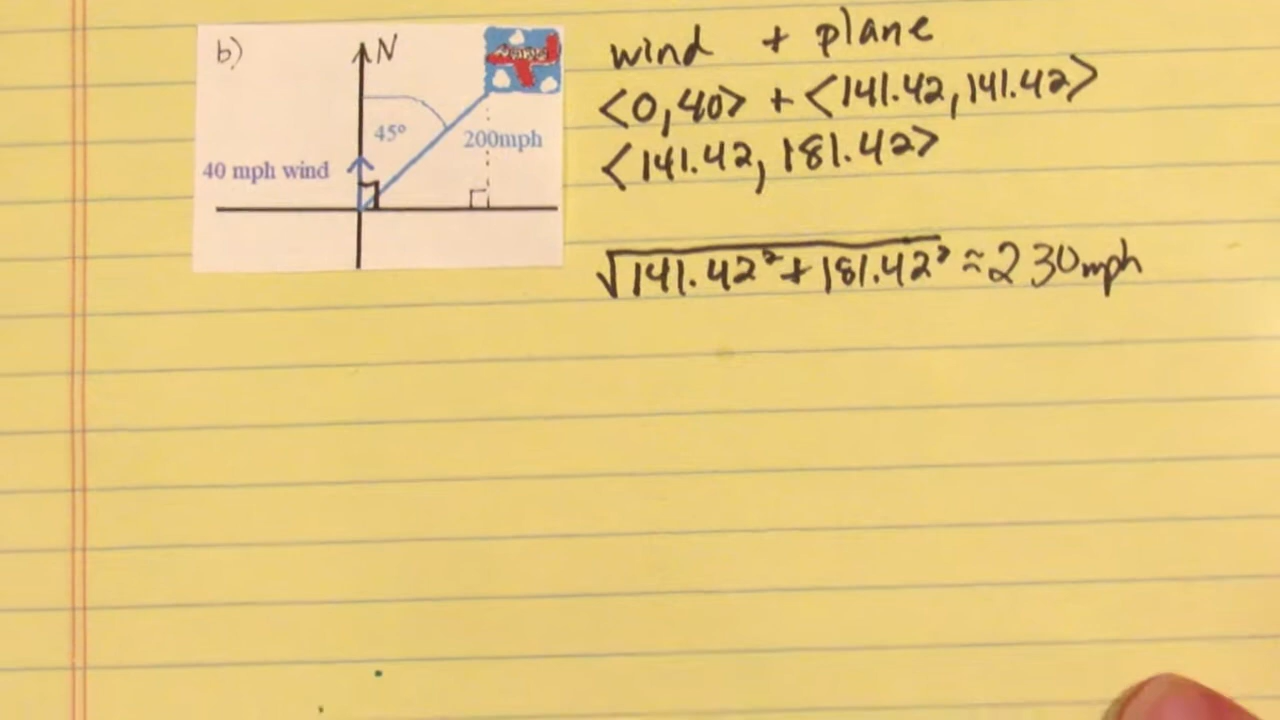 b)
N
45°
200mph
40 mph wind
wind + plane
<0,40> + <141.42,141.42>
<141.42, 181.42>
√141.42² + 181.42² ≈ 230mph